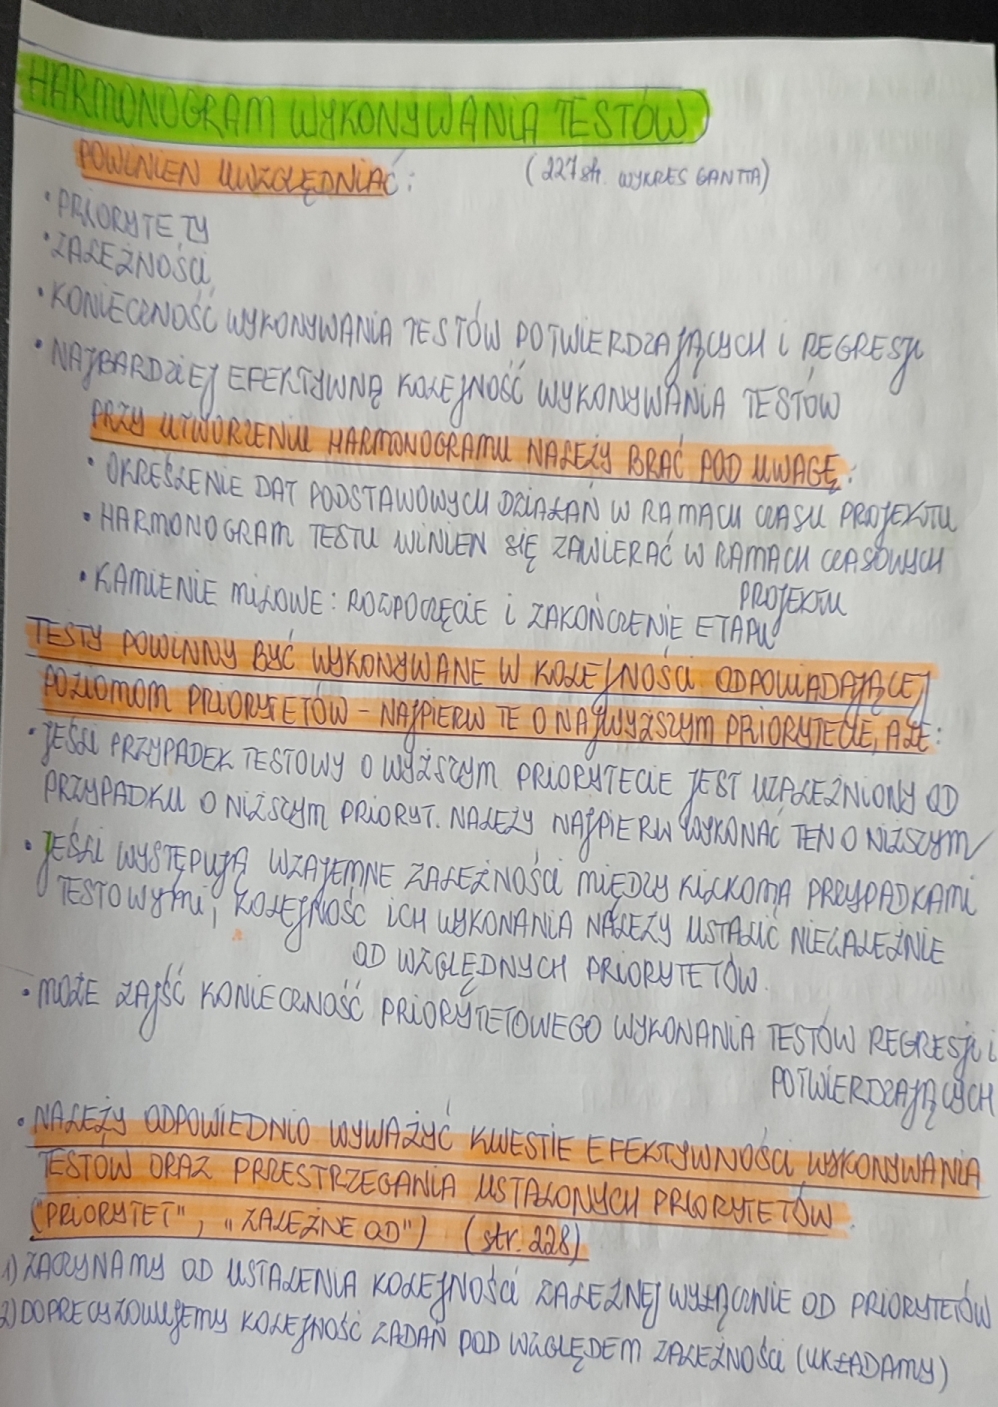 HARMONOGRAM WYKONYWANIA TESTÓW
POWINIEN UWZGLĘDNIAĆ:
(227 str. WYKRES GANTTA)
• PRIORYTETY
• ZALEŻNOŚCI,
• KONIECZNOŚĆ WYKONYWANIA TESTÓW POTWIERDZAJĄCYCH I REGRESJI
• NAJBARDZIEJ EFEKTYWNĄ KOLEJNOŚĆ WYKONYWANIA TESTÓW
PRZY UTWORZENIU HARMONOGRAMU NALEŻY BRAĆ POD UWAGĘ:
• OKREŚLENIE DAT PODSTAWOWYCH DZIAŁAŃ W RAMACH CZASU PROJEKTU
• HARMONOGRAM TESTU WINIEN SIĘ ZAWIERAĆ W RAMACH CZASOWYCH
PROJEKTU
• KAMIENIE MILOWE: ROZPOCZĘCIE I ZAKOŃCZENIE ETAPU
TESTY POWINNY BYĆ WYKONYWANE W KOLEJNOŚCI ODPOWIADAJĄCEJ
POZIOMOM PRIORYTETÓW - NAJPIERW TE O NAJWYŻSZYM PRIORYTECIE, ALE:
• JEŚLI PRZYPADEK TESTOWY O WYŻSZYM PRIORYTECIE JEST UZALEŻNIONY OD
PRZYPADKU O NIŻSZYM PRIORYT. NALEŻY NAJPIERW WYKONAĆ TEN O NIŻSZYM
• JEŚLI WYSTĘPUJĄ WZAJEMNE ZALEŻNOŚCI MIĘDZY KILKOMA PRZYPADKAMI
TESTOWYMI, KOLEJNOŚĆ ICH WYKONANIA NALEŻY USTALIĆ NIEZALEŻNIE
OD WZGLĘDNYCH PRIORYTETÓW.
• MOŻE ZAJŚĆ KONIECZNOŚĆ PRIORYTETOWEGO WYKONANIA TESTÓW REGRESJI I
POTWIERDZAJĄCYCH
• NALEŻY ODPOWIEDNIO WYWAŻYĆ KWESTIE EFEKTYWNOŚCI WYKONYWANIA
TESTÓW ORAZ PRZESTRZEGANIA USTALONYCH PRIORYTETÓW.
("PRIORYTET", „ZALEŻNE OD") (str. 228)
1) ZACZYNAMY OD USTALENIA KOLEJNOŚCI ZALEŻNEJ WYŁĄCZNIE OD PRIORYTETÓW
2) DOPRECYZOWUJEMY KOLEJNOŚĆ ZADAŃ POD WZGLĘDEM ZALEŻNOŚCI (UKŁADAMY)